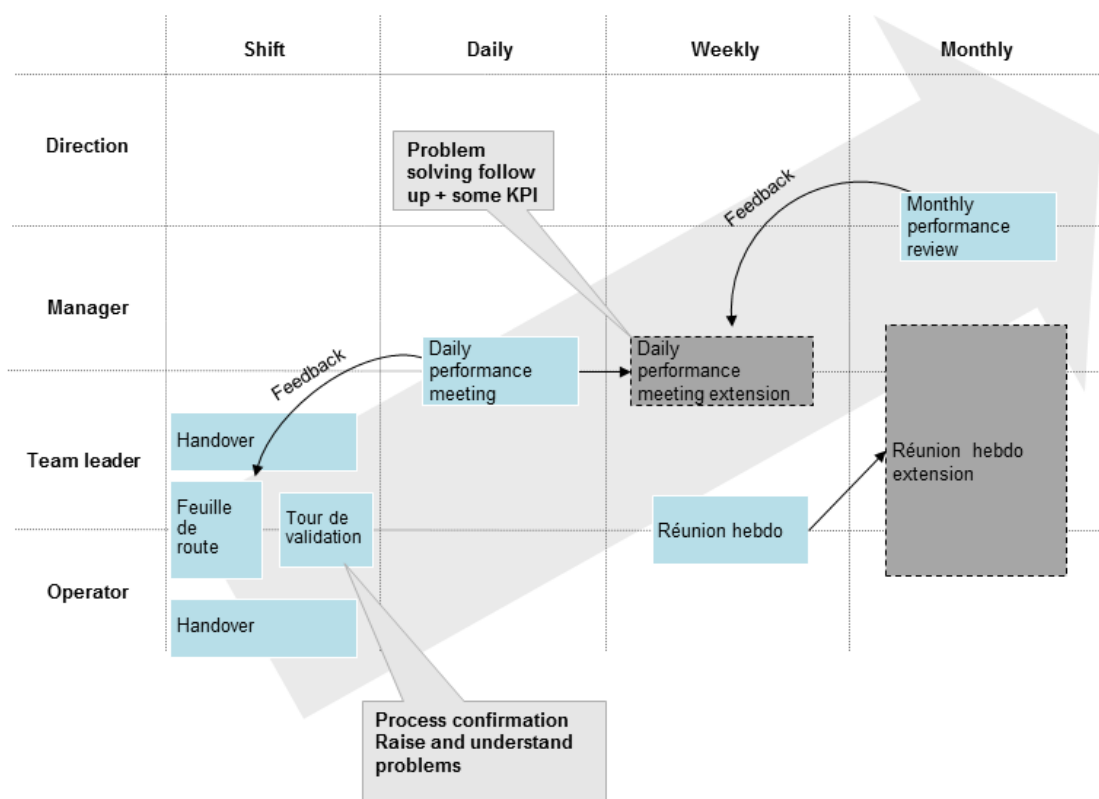 Shift
Daily
Weekly
Monthly
Direction
Problem
solving follow
up + some KPI
Feedback
Monthly
performance
review
Manager
Feedback
Daily
performance
meeting
Daily
performance
meeting extension
Team leader
Handover
Feuille
de
route
Tour de
validation
Réunion hebdo
Réunion hebdo
extension
Operator
Handover
Process confirmation
Raise and understand
problems